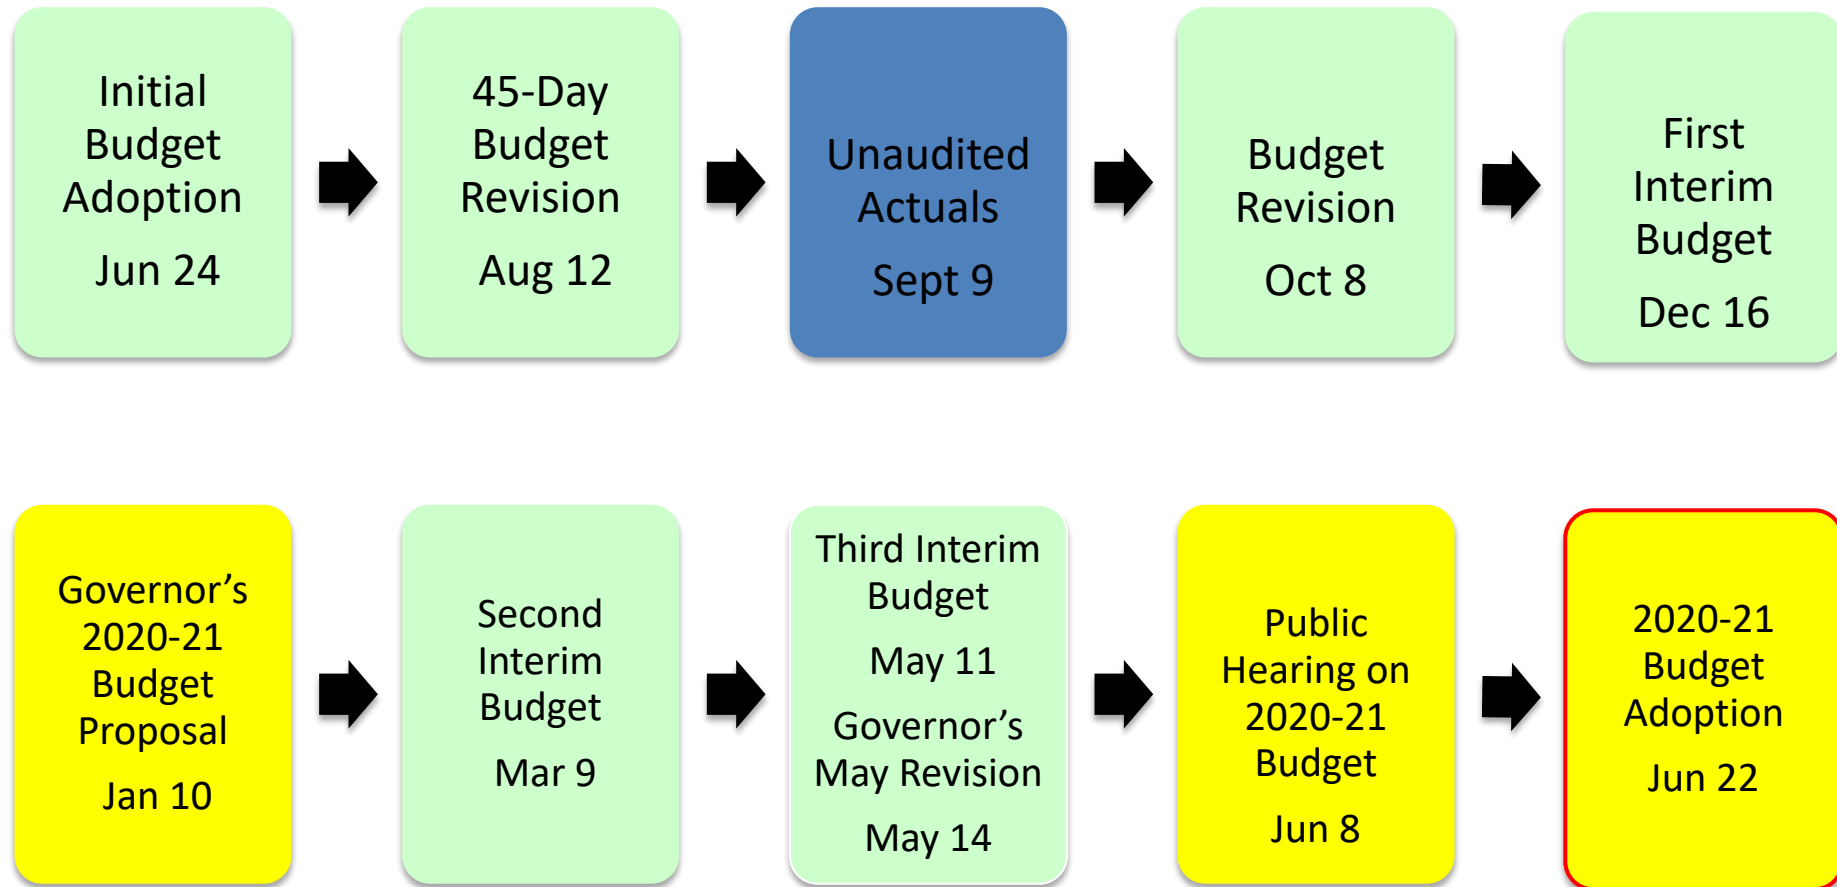 Initial
Budget
Adoption
Jun 24
45-Day
Budget
Revision
Aug 12
Unaudited
Actuals
Sept 9
Budget
Revision
Oct 8
First
Interim
Budget
Dec 16
Governor’s
2020-21
Budget
Proposal
Jan 10
Second
Interim
Budget
Mar 9
Third Interim
Budget
May 11
Governor’s
May Revision
May 14
Public
Hearing on
2020-21
Budget
Jun 8
2020-21
Budget
Adoption
Jun 22